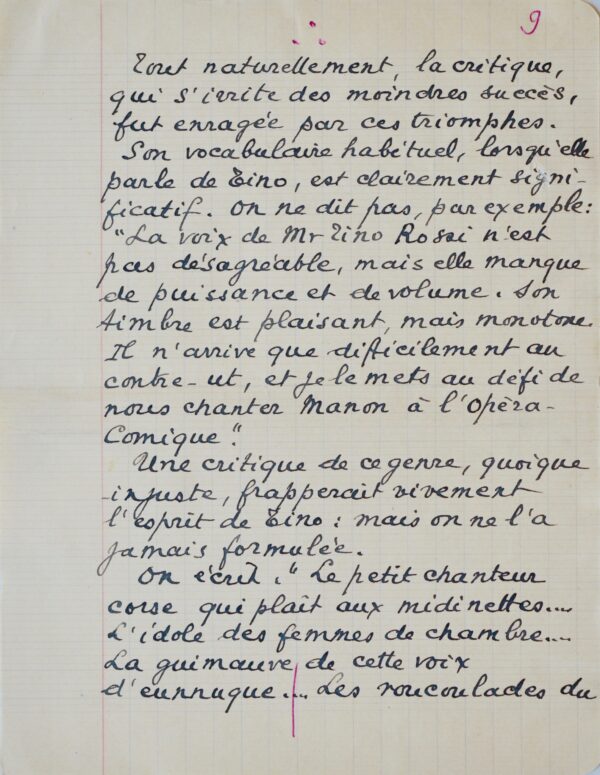 9
Tout naturellement, la critique,
qui s'irrite des moindres succès,
fut enragée par ces triomphes.
Son vocabulaire habituel, lorsqu'elle
parle de Tino, est clairement signi-
ficatif. On ne dit pas, par exemple:
"La voix de Mr Tino Rossi n'est
pas désagréable, mais elle manque
de puissance et de volume. Son
timbre est plaisant, mais monotone.
Il n'arrive que difficilement au
contre-ut, et je le mets au défi de
nous chanter Manon à l'Opéra-
Comique".
Une critique de ce genre, quoique
injuste, frapperait vivement
l'esprit de Tino: mais on ne l'a
jamais formulée.
On écrit. "Le petit chanteur
corse qui plaît aux midinettes....
L'idole des femmes de chambre....
La guimauve de cette voix
d'eunnuque.... Les roucoulades du